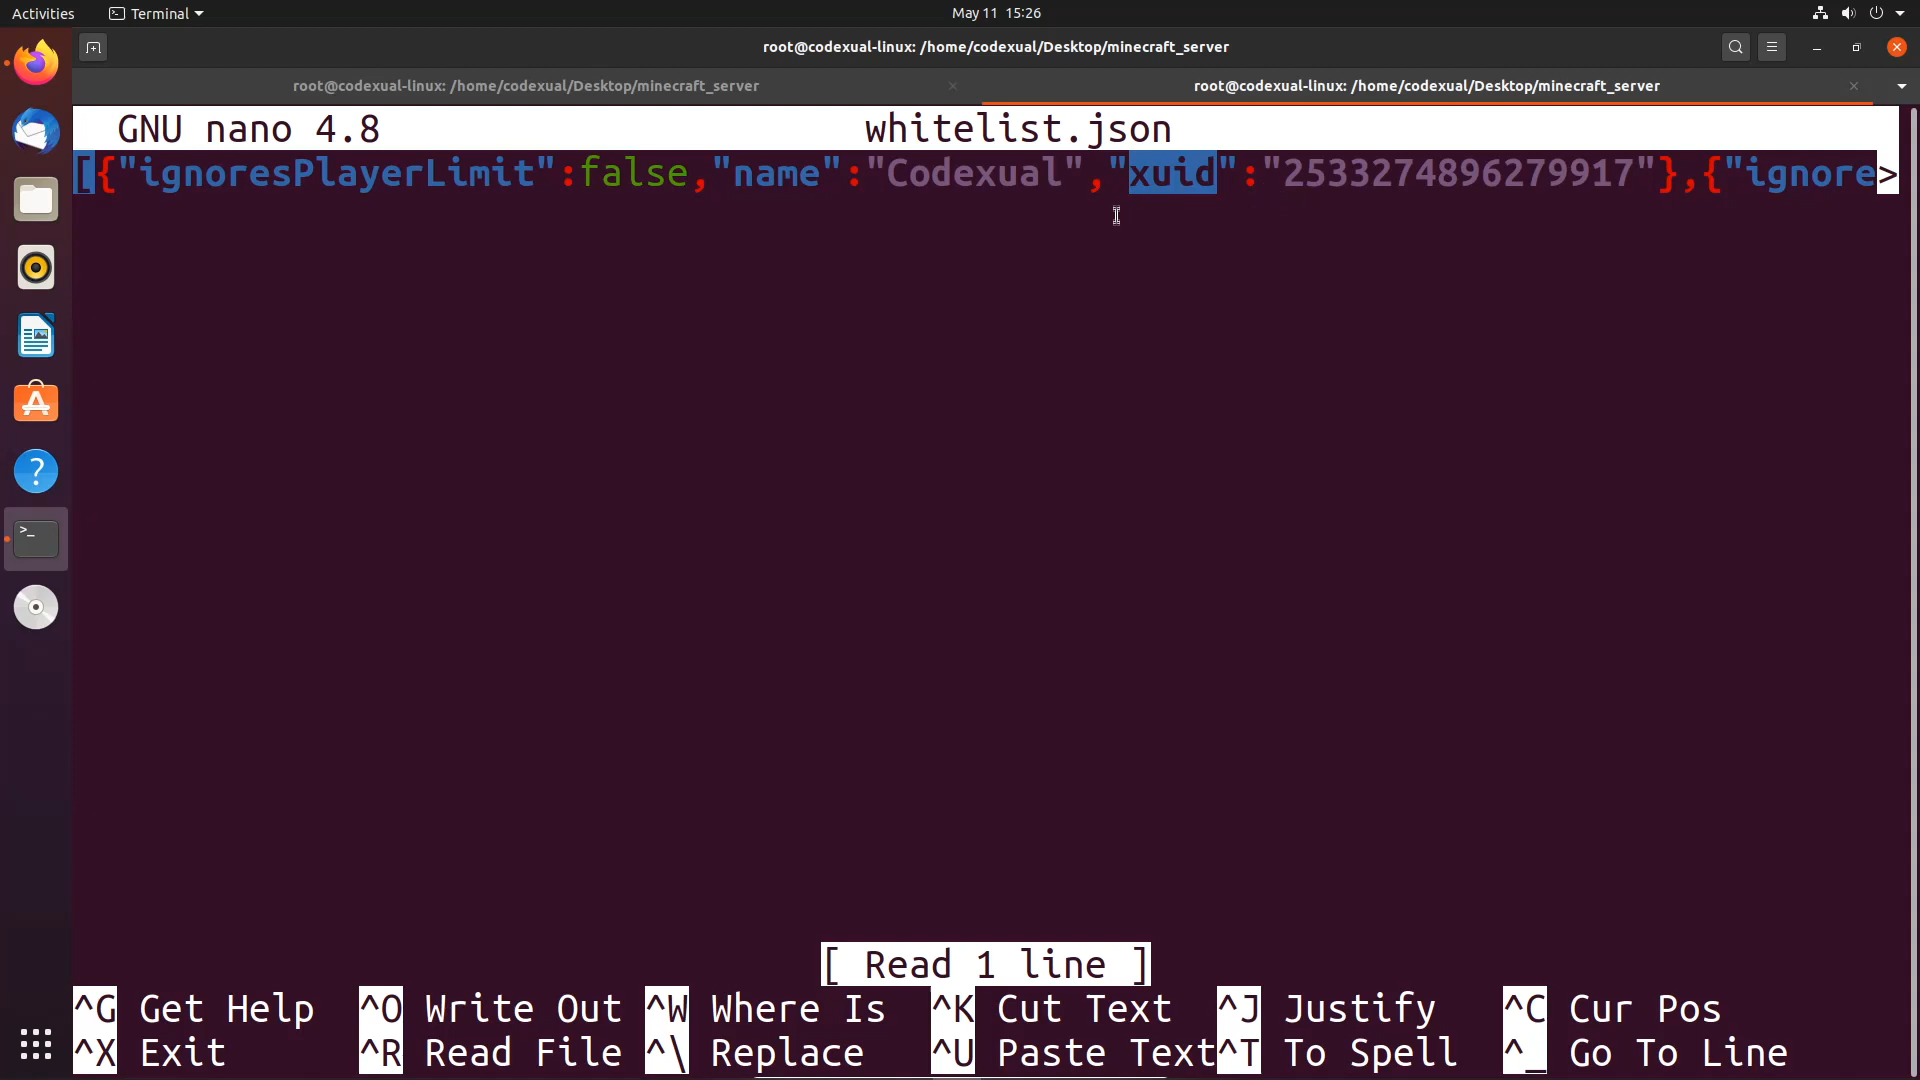 Activities Terminal May 11 15:26
root@codexual-linux: /home/codexual/Desktop/minecraft_server
root@codexual-linux: /home/codexual/Desktop/minecraft_server root@codexual-linux: /home/codexual/Desktop/minecraft_server
GNU nano 4.8 whitelist.json
[{"ignoresPlayerLimit":false,"name":"Codexual","xuid":"2533274896279917"},{"ignore>
[ Read 1 line ]
^G Get Help ^O Write Out ^W Where Is ^K Cut Text ^J Justify ^C Cur Pos
^X Exit ^R Read File ^\ Replace ^U Paste Text^T To Spell ^_ Go To Line